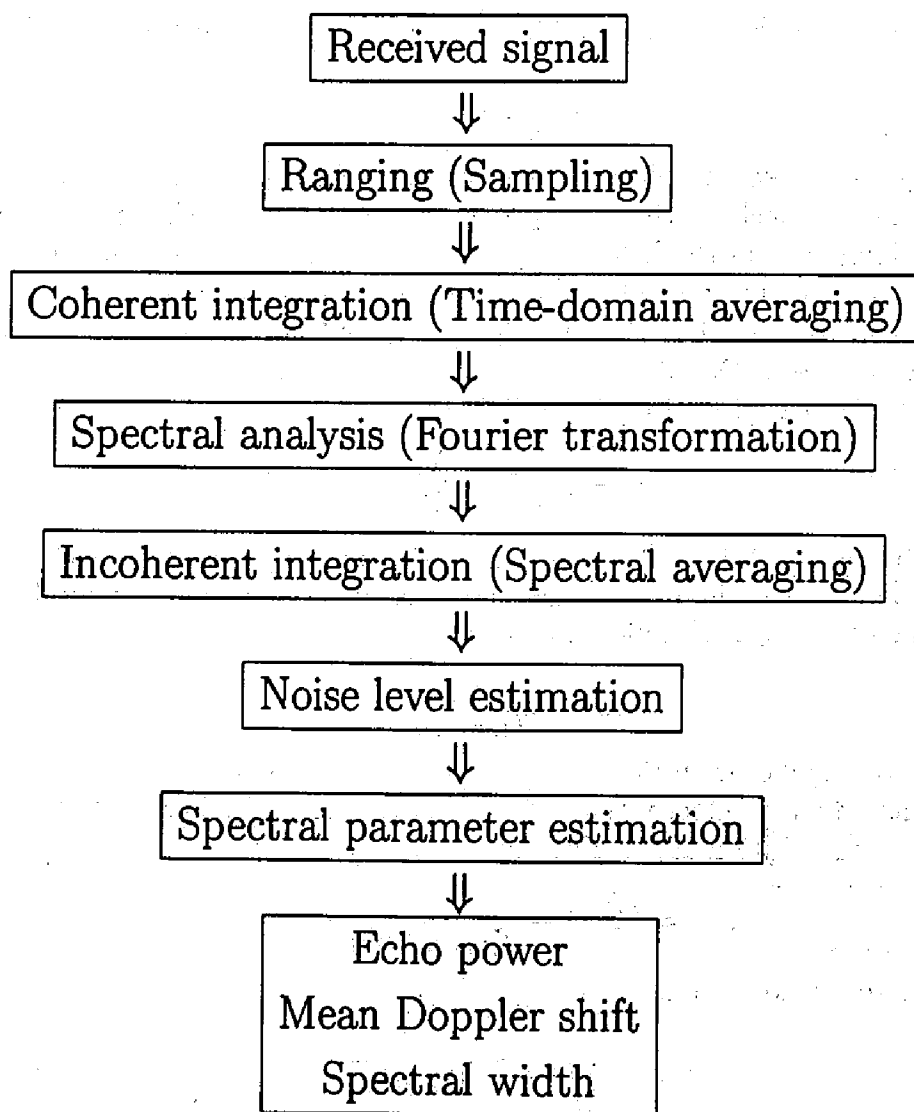 Received signal
⇓
Ranging (Sampling)
⇓
Coherent integration (Time-domain averaging)
⇓
Spectral analysis (Fourier transformation)
⇓
Incoherent integration (Spectral averaging)
⇓
Noise level estimation
⇓
Spectral parameter estimation
⇓
Echo power
Mean Doppler shift
Spectral width